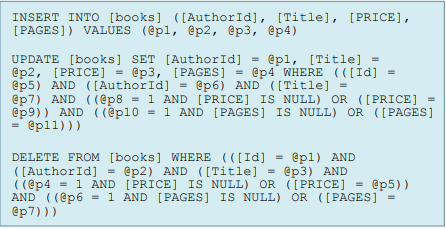 INSERT INTO [books] ([AuthorId], [Title], [PRICE],
[PAGES]) VALUES (@p1, @p2, @p3, @p4)
UPDATE [books] SET [AuthorId] = @p1, [Title] =
@p2, [PRICE] = @p3, [PAGES] = @p4 WHERE (([Id] =
@p5) AND ([AuthorId] = @p6) AND ([Title] =
@p7) AND ((@p8 = 1 AND [PRICE] IS NULL) OR ([PRICE] =
@p9)) AND ((@p10 = 1 AND [PAGES] IS NULL) OR ([PAGES]
= @p11)))
DELETE FROM [books] WHERE (([Id] = @p1) AND
([AuthorId] = @p2) AND ([Title] = @p3) AND
((@p4 = 1 AND [PRICE] IS NULL) OR ([PRICE] = @p5))
AND ((@p6 = 1 AND [PAGES] IS NULL) OR ([PAGES] =
@p7)))